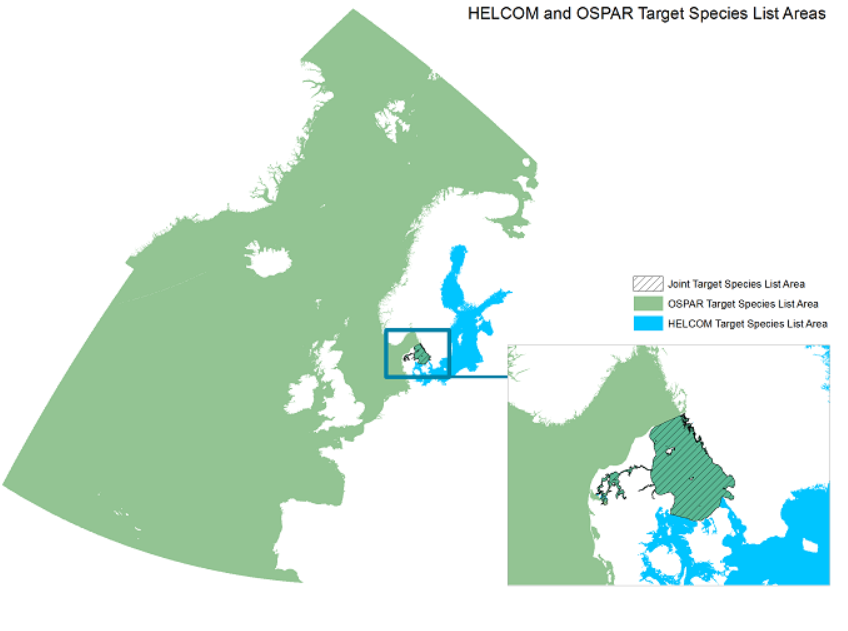 HELCOM and OSPAR Target Species List Areas
Joint Target Species List Area
OSPAR Target Species List Area
HELCOM Target Species List Area